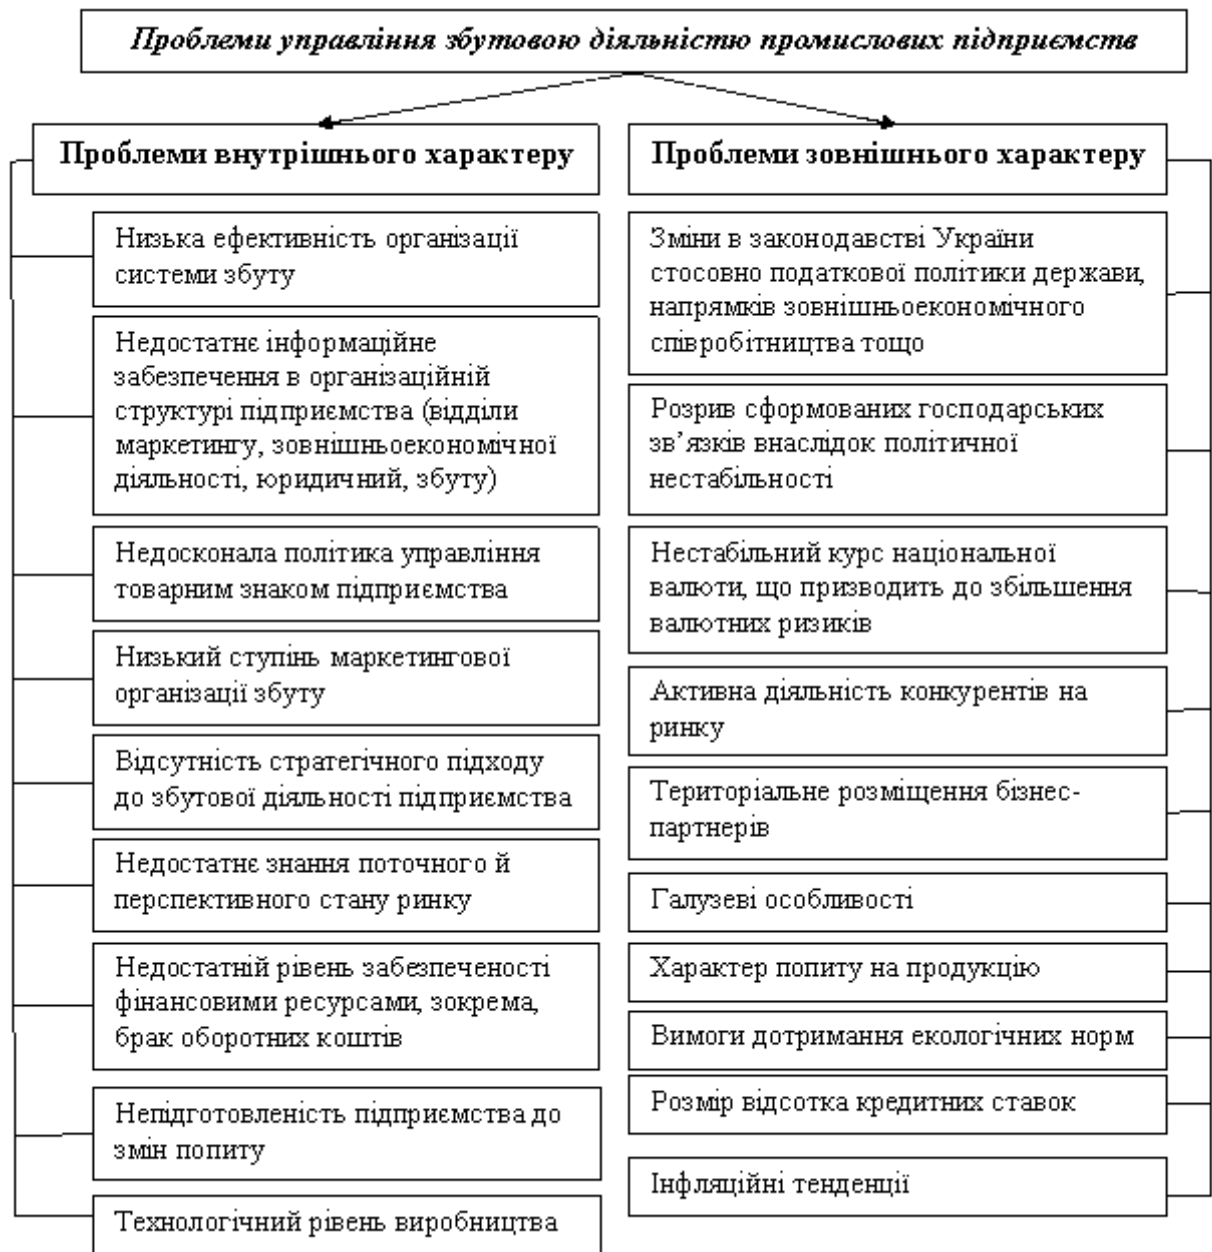 Проблеми управління збутовою діяльністю промислових підприємств
Проблеми внутрішнього характеру
Низька ефективність організації
системи збуту
Недостатнє інформаційне
забезпечення в організаційній
структурі підприємства (відділи
маркетингу, зовнішньоекономічної
діяльності, юридичний, збуту)
Недосконала політика управління
товарним знаком підприємства
Низький ступінь маркетингової
організації збуту
Відсутність стратегічного підходу
до збутової діяльності підприємства
Недостатнє знання поточного й
перспективного стану ринку
Недостатній рівень забезпеченості
фінансовими ресурсами, зокрема,
брак оборотних коштів
Непідготовленість підприємства до
змін попиту
Технологічний рівень виробництва
Проблеми зовнішнього характеру
Зміни в законодавстві України
стосовно податкової політики держави,
напрямків зовнішньоекономічного
співробітництва тощо
Розрив сформованих господарських
зв’язків внаслідок політичної
нестабільності
Нестабільний курс національної
валюти, що призводить до збільшення
валютних ризиків
Активна діяльність конкурентів на
ринку
Територіальне розміщення бізнес-
партнерів
Галузеві особливості
Характер попиту на продукцію
Вимоги дотримання екологічних норм
Розмір відсотка кредитних ставок
Інфляційні тенденції